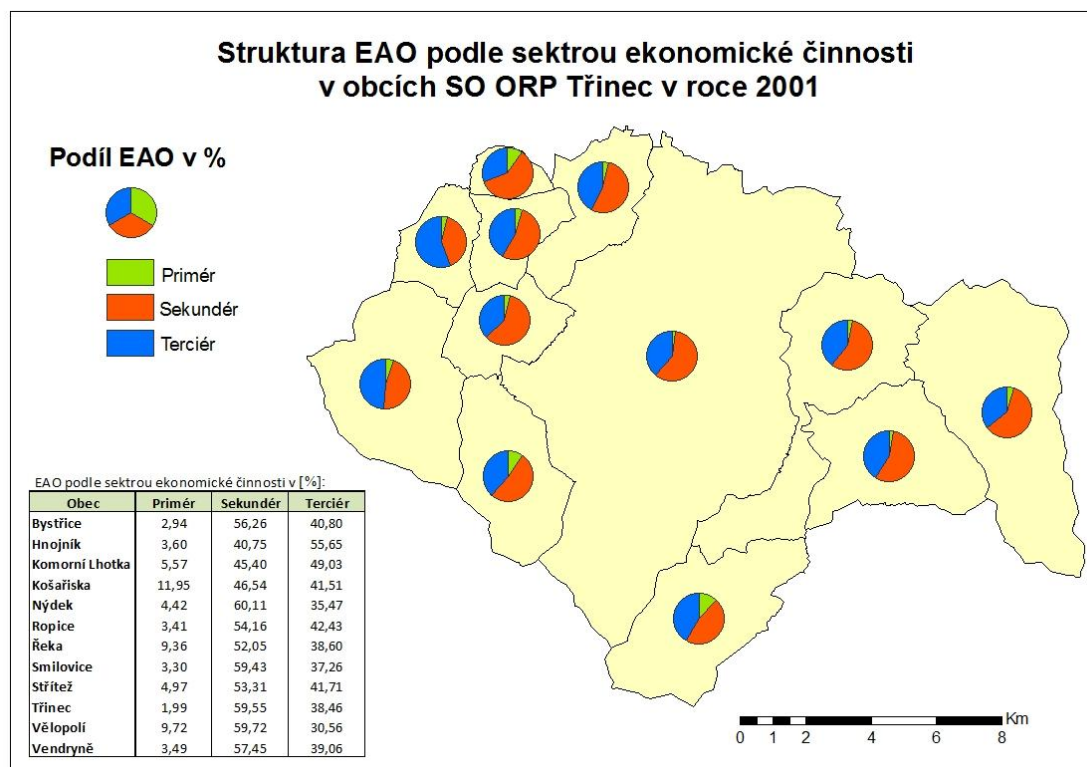 Struktura EAO podle sektrou ekonomické činnosti
v obcích SO ORP Třinec v roce 2001
Podíl EAO v %
Primér
Sekundér
Terciér
EAO podle sektrou ekonomické činnosti v [%]:
Obec Primér Sekundér Terciér
Bystřice 2,94 56,26 40,80
Hnojník 3,60 40,75 55,65
Komorní Lhotka 5,57 45,40 49,03
Košařiska 11,95 46,54 41,51
Nýdek 4,42 60,11 35,47
Ropice 3,41 54,16 42,43
Řeka 9,36 52,05 38,60
Smilovice 3,30 59,43 37,26
Střítež 4,97 53,31 41,71
Třinec 1,99 59,55 38,46
Vělopolí 9,72 59,72 30,56
Vendryně 3,49 57,45 39,06
Km
0 1 2 4 6 8